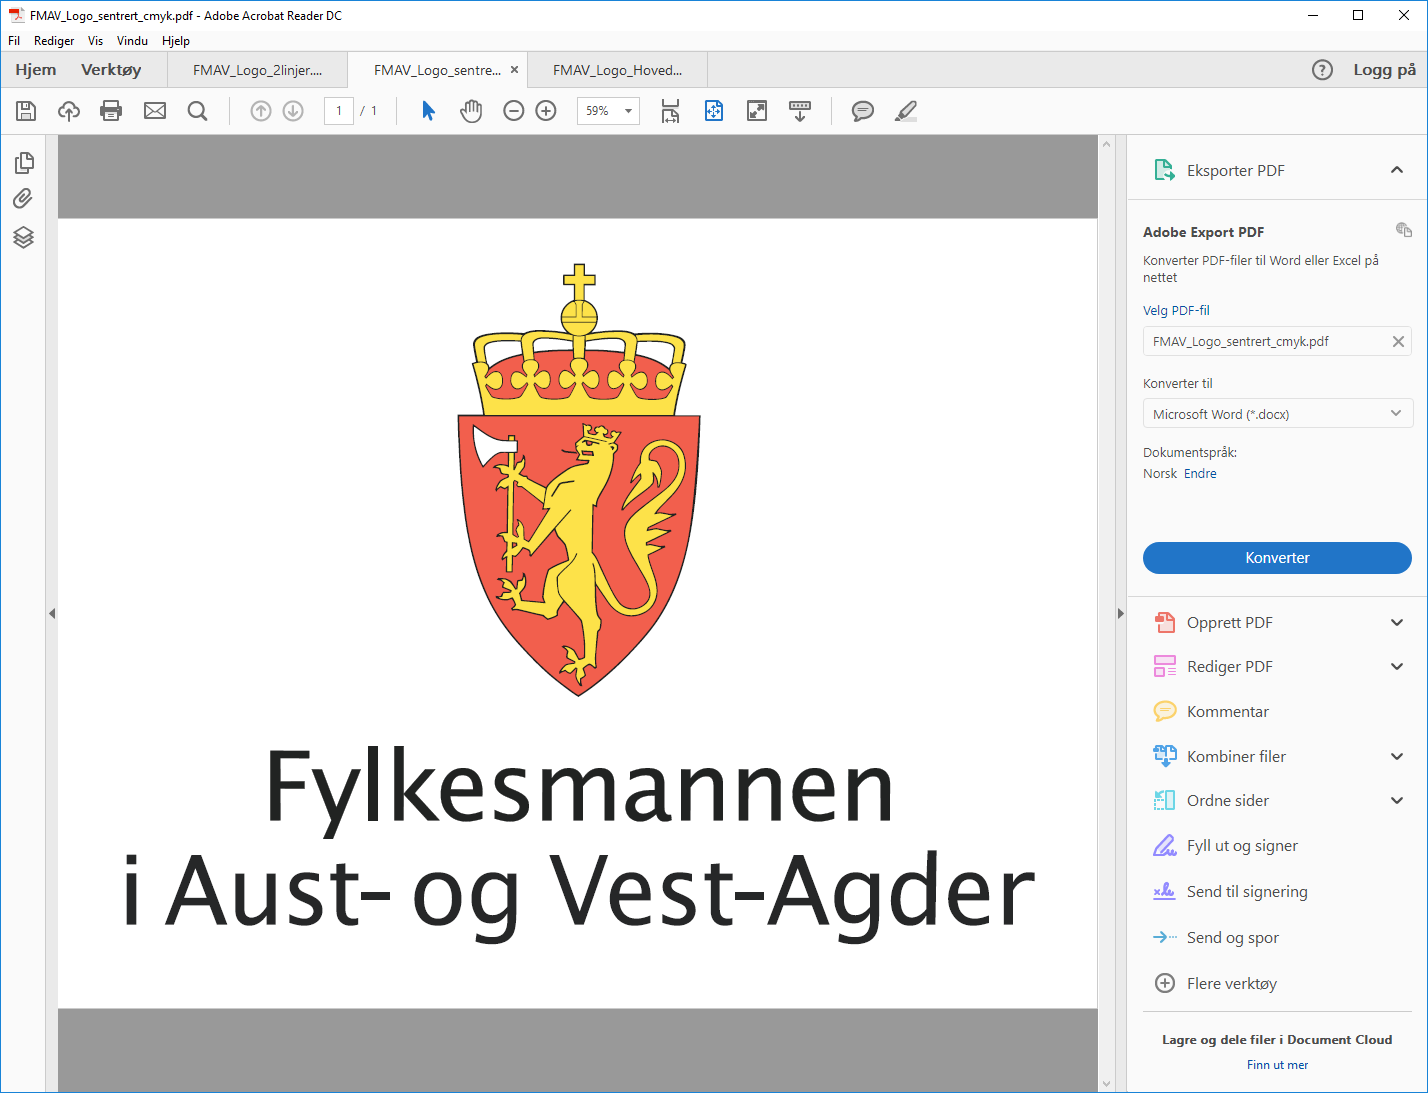 FMAV_Logo_sentrert_cmyk.pdf - Adobe Acrobat Reader DC
Fil Rediger Vis Vindu Hjelp
Hjem Verktøy FMAV_Logo_2linjer.... FMAV_Logo_sentre... FMAV_Logo_Hoved... Logg på
1 / 1 59%
Eksporter PDF
Adobe Export PDF
Konverter PDF-filer til Word eller Excel på
nettet
Velg PDF-fil
FMAV_Logo_sentrert_cmyk.pdf
Konverter til
Microsoft Word (*.docx)
Dokumentspråk:
Norsk Endre
Konverter
Opprett PDF
Rediger PDF
Kommentar
Kombiner filer
Ordne sider
Fyll ut og signer
Send til signering
Send og spor
Flere verktøy
Lagre og dele filer i Document Cloud
Finn ut mer
Fylkesmannen
i Aust- og Vest-Agder